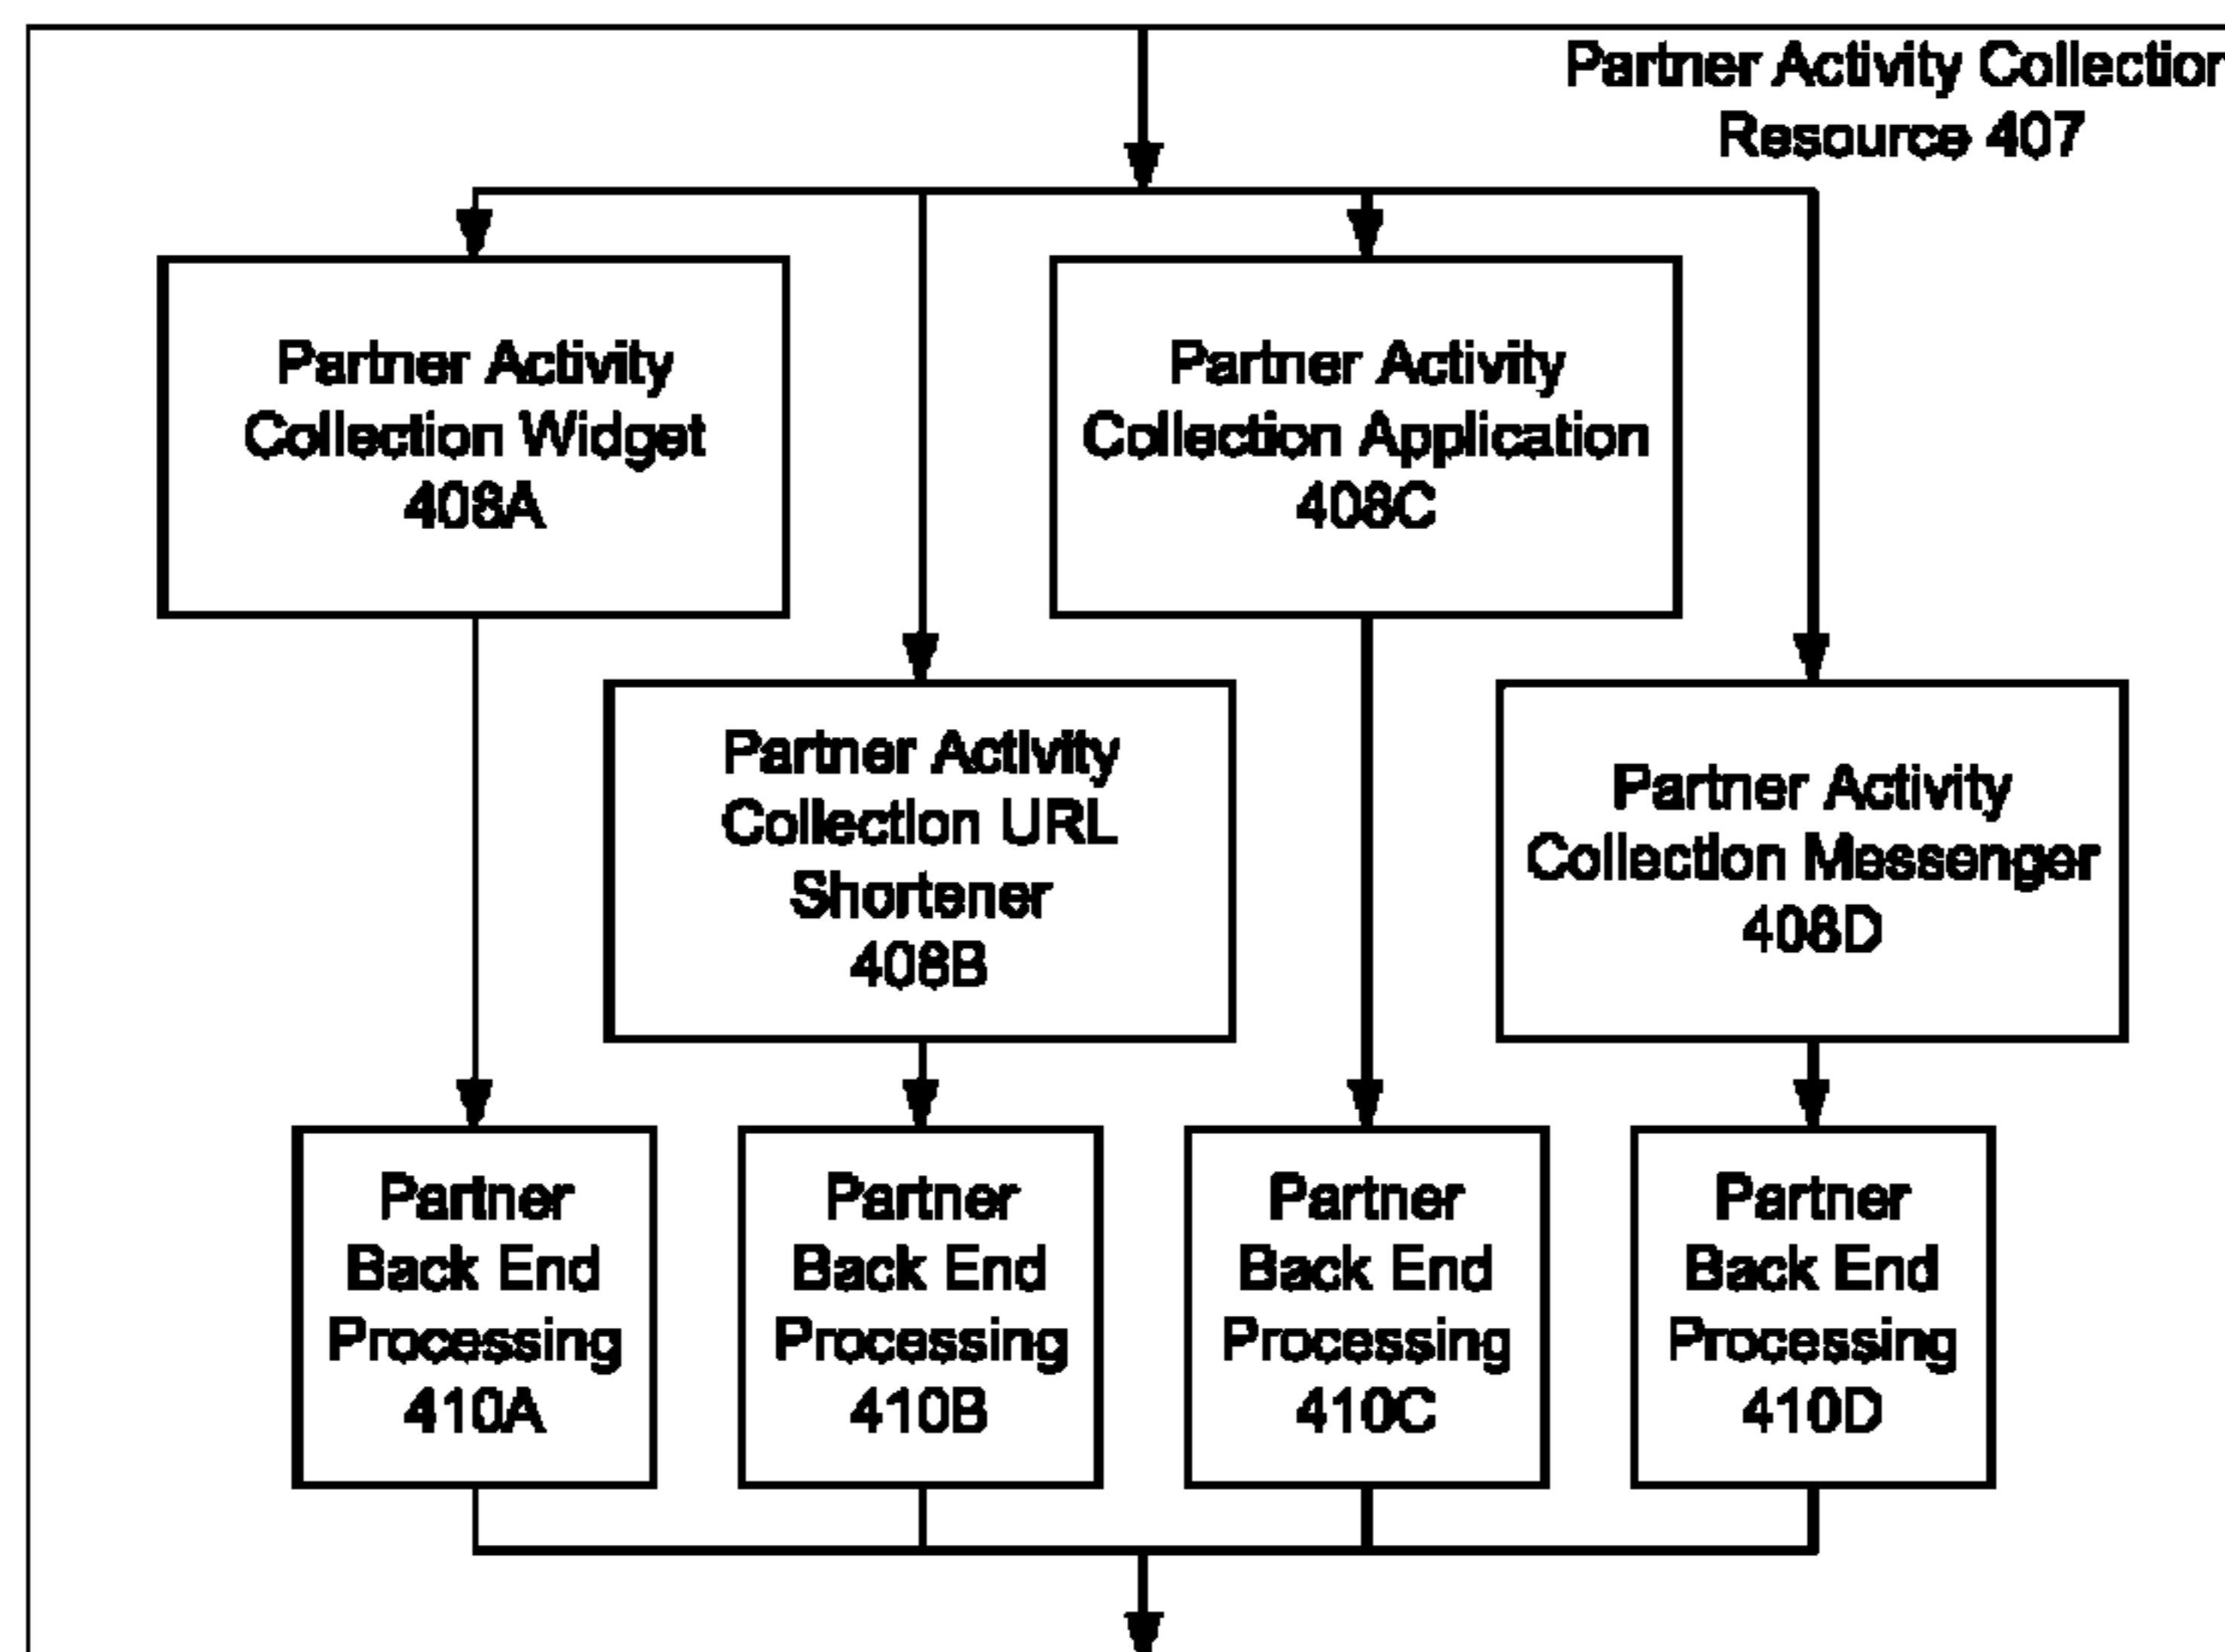 Partner Activity Collection
Resource 407
Partner Activity
Collection Widget
408A
Partner Activity
Collection Application
408C
Partner Activity
Collection URL
Shortener
408B
Partner Activity
Collection Messenger
408D
Partner
Back End
Processing
410A
Partner
Back End
Processing
410B
Partner
Back End
Processing
410C
Partner
Back End
Processing
410D